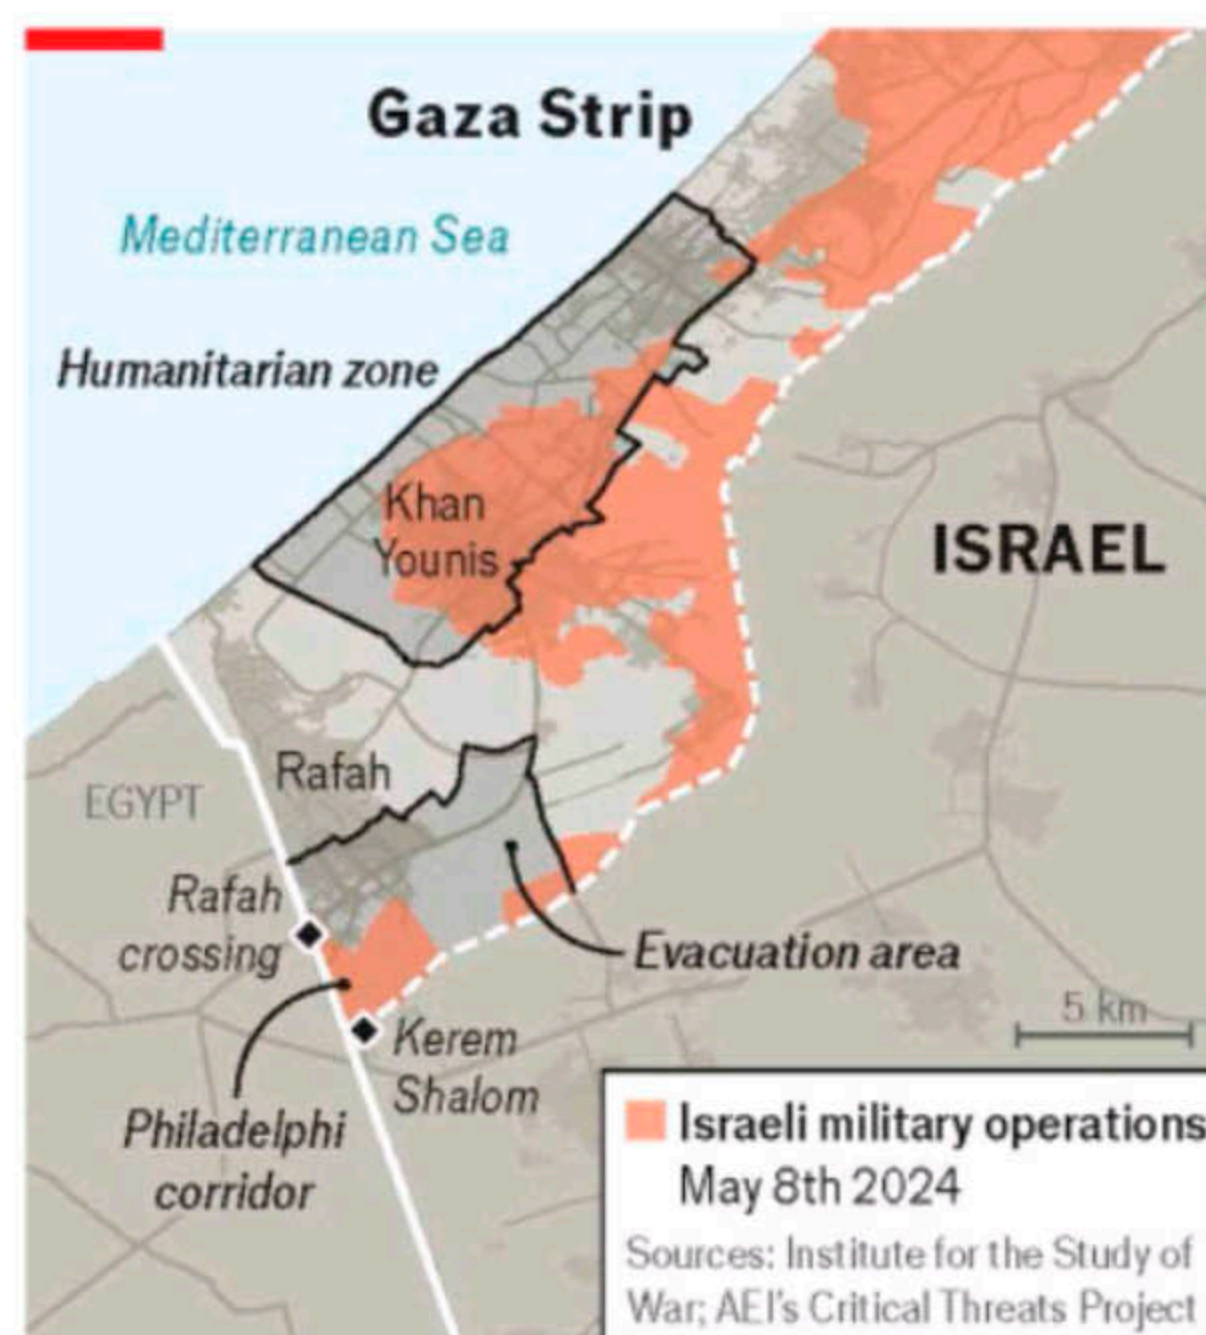 Gaza Strip
Mediterranean Sea
Humanitarian zone
Khan
Younis
ISRAEL
Rafah
EGYPT
Rafah
crossing
Evacuation area
5 km
Kerem
Shalom
Philadelphi
corridor
Israeli military operations
May 8th 2024
Sources: Institute for the Study of
War; AEI's Critical Threats Project